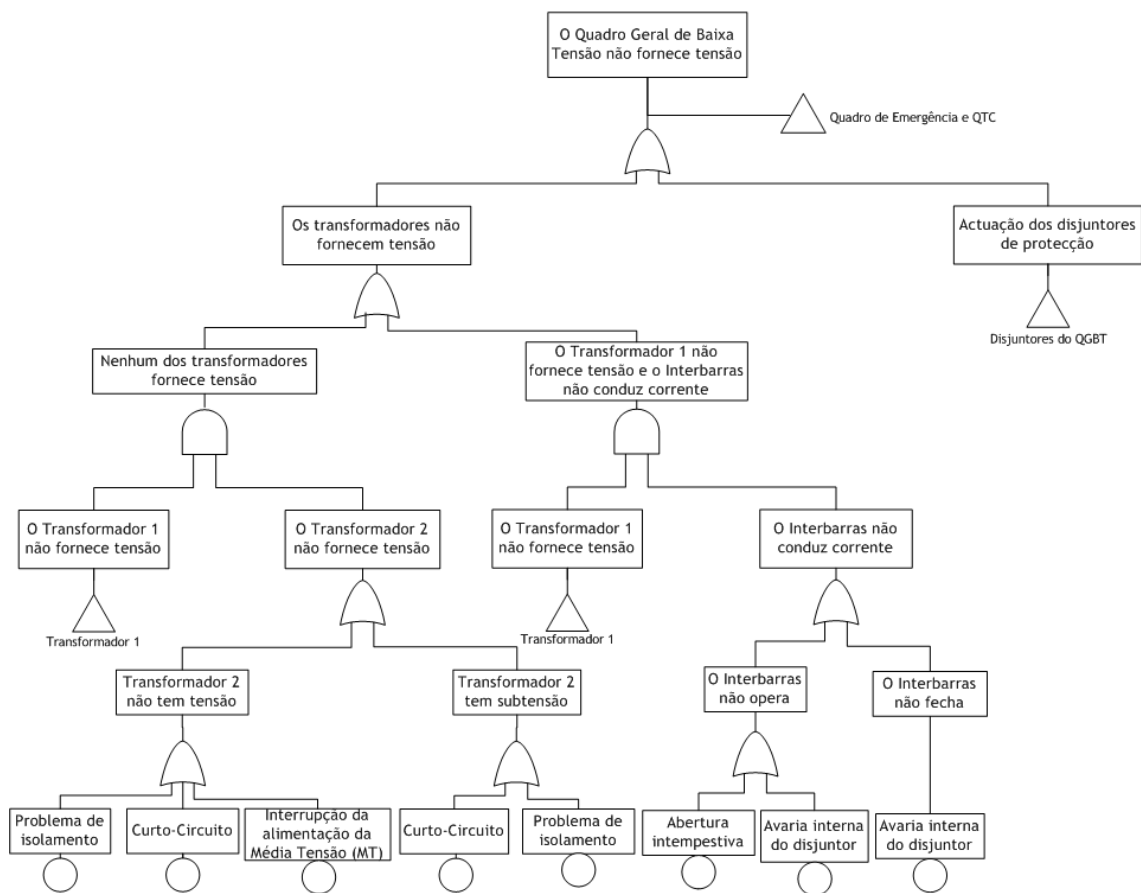 O Quadro Geral de Baixa
Tensão não fornece tensão
Quadro de Emergência e QTC
Os transformadores não
fornecem tensão
Actuação dos disjuntores
de protecção
Disjuntores do QGBT
Nenhum dos transformadores
fornece tensão
O Transformador 1 não
fornece tensão e o Interbarras
não conduz corrente
O Transformador 1
não fornece tensão
O Transformador 2
não fornece tensão
O Transformador 1
não fornece tensão
O Interbarras não
conduz corrente
Transformador 1
Transformador 1
Transformador 2
não tem tensão
Transformador 2
tem subtensão
O Interbarras
não opera
O Interbarras
não fecha
Problema de
isolamento
Curto-Circuito
Interrupção da
alimentação da
Média Tensão (MT)
Curto-Circuito
Problema de
isolamento
Abertura
intempestiva
Avaria interna
do disjuntor
Avaria interna
do disjuntor